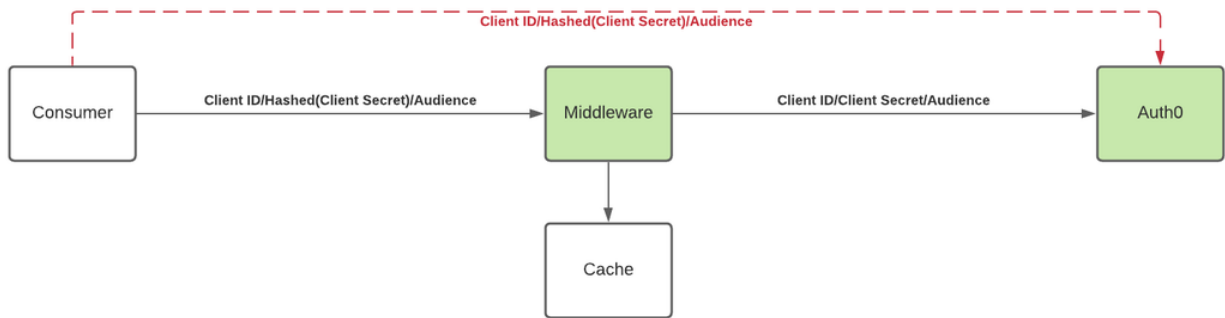 Client ID/Hashed(Client Secret)/Audience
Consumer
Client ID/Hashed(Client Secret)/Audience
Middleware
Client ID/Client Secret/Audience
Auth0
Cache